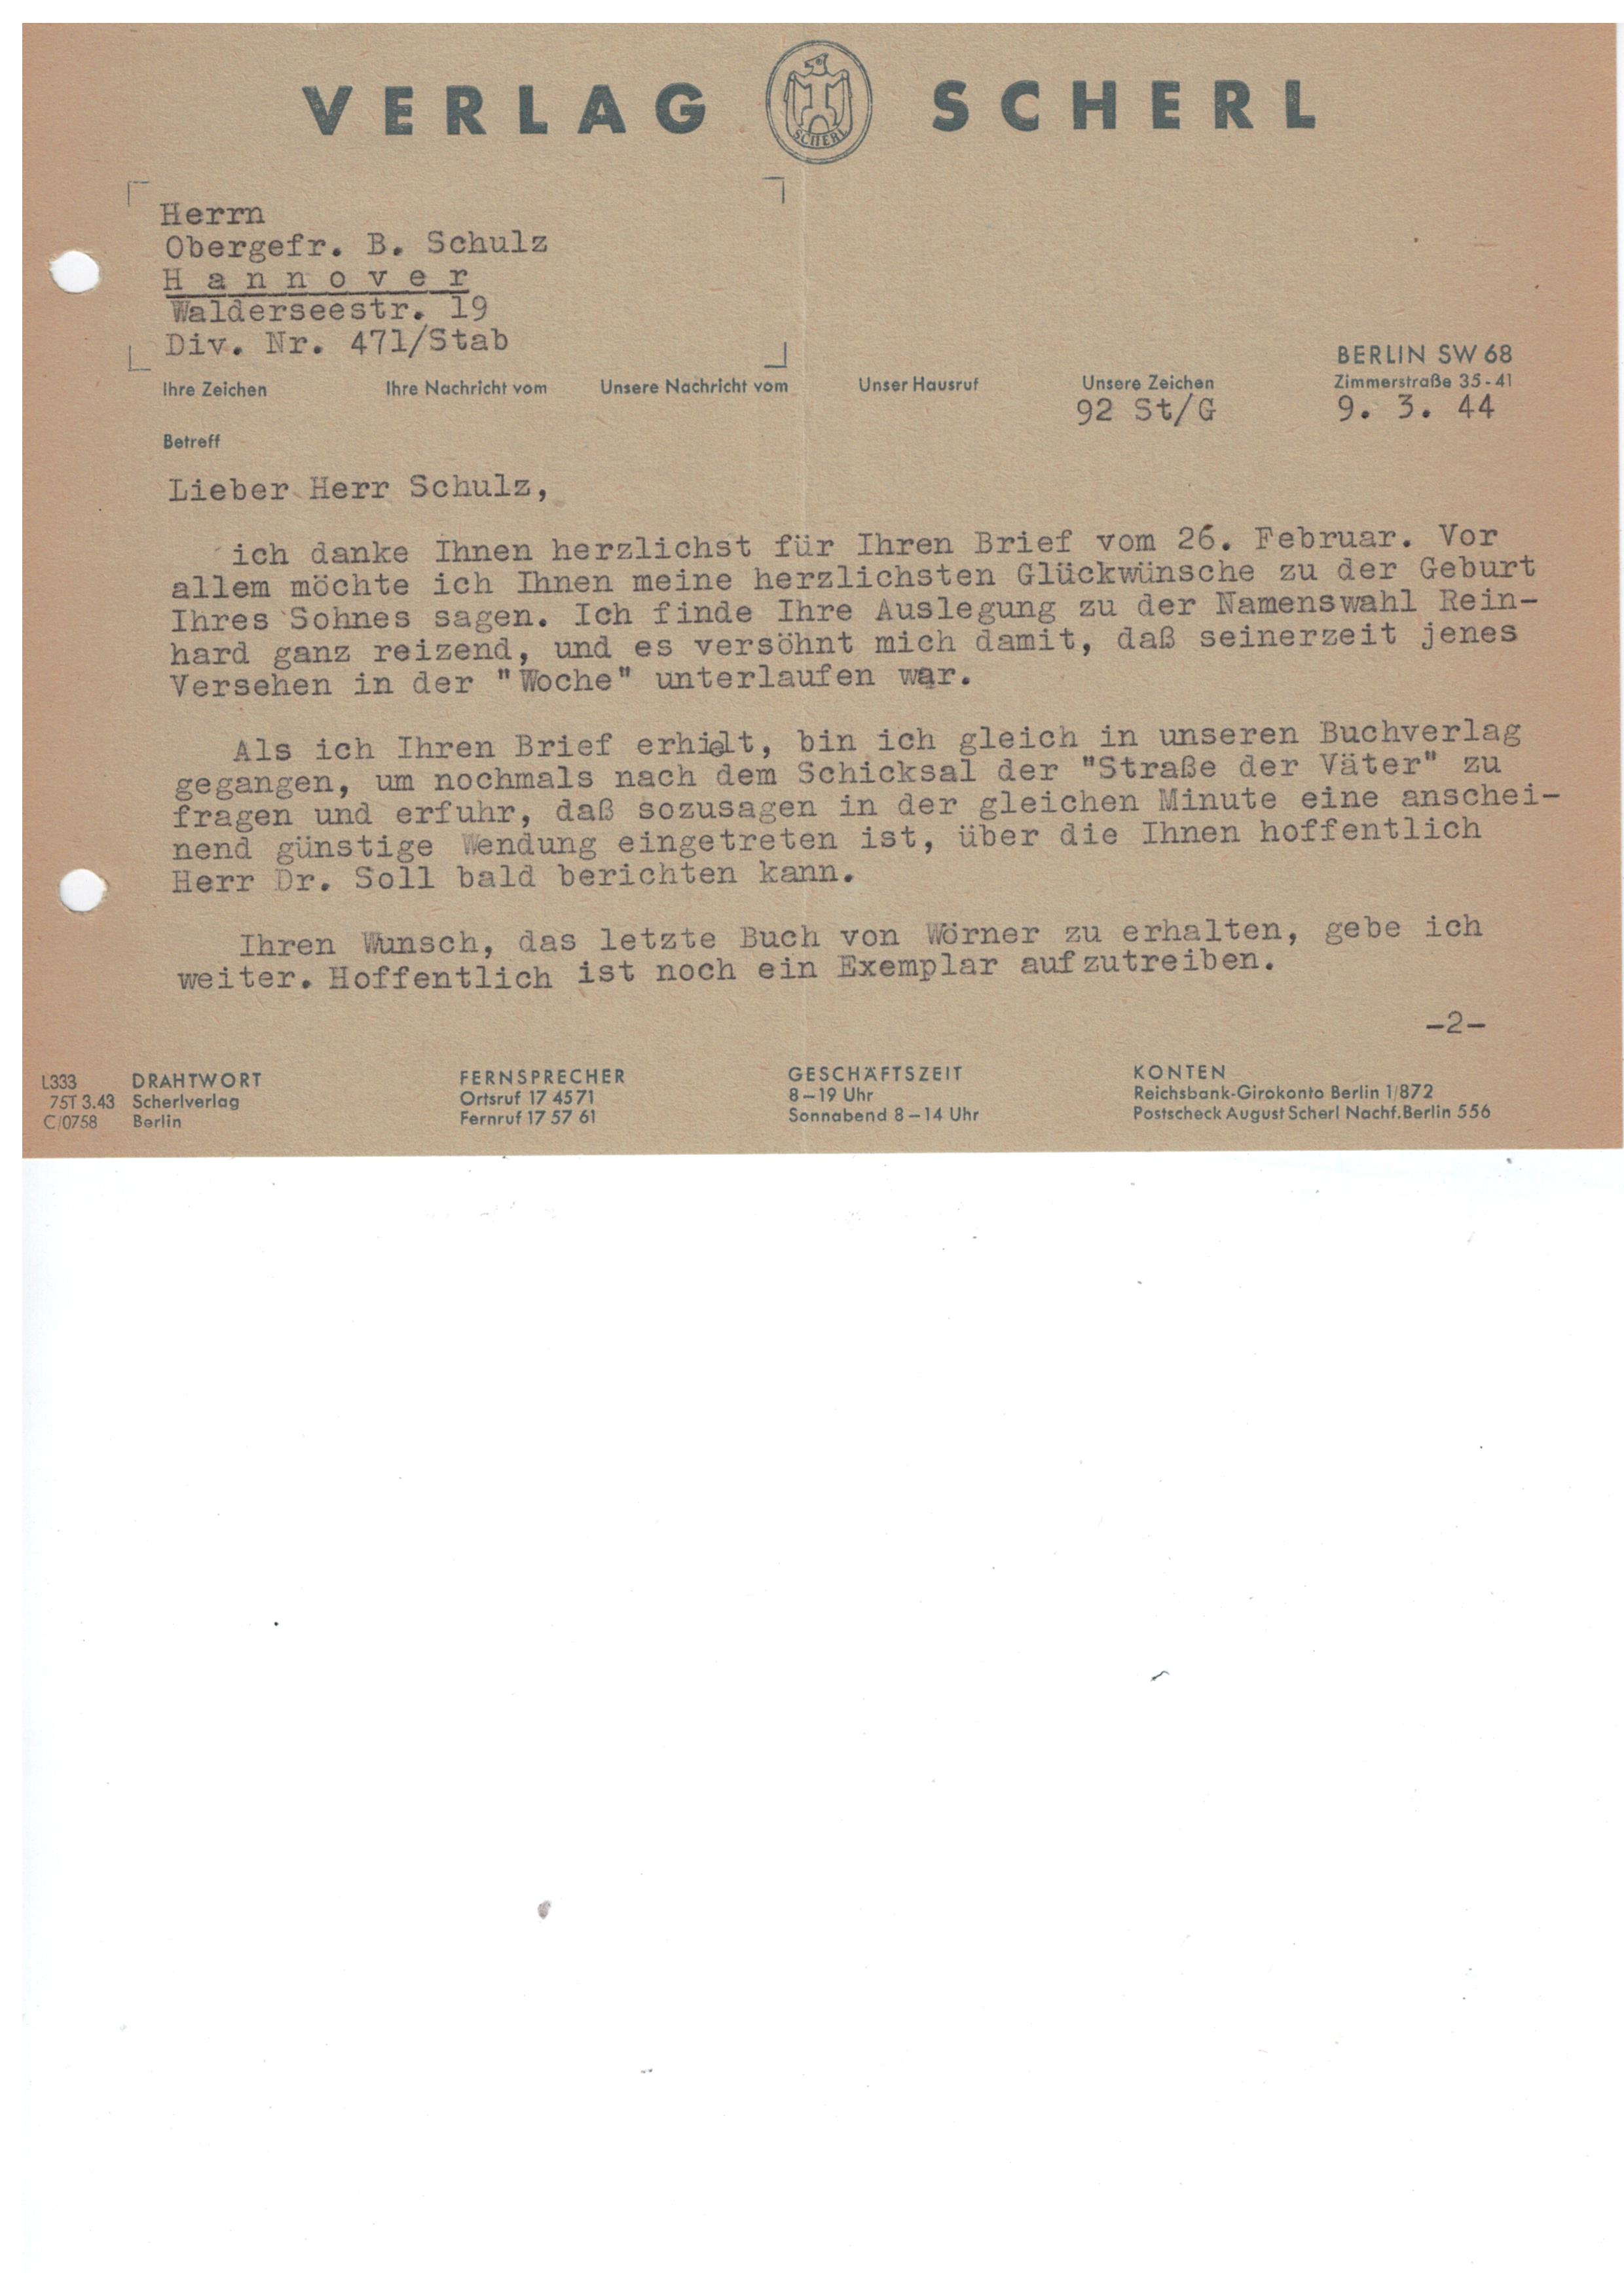 VERLAG SCHERL
SCHERL
Herrn
Obergefr. B. Schulz
H a n n o v e r
Walderseestr. 19
Div. Nr. 471/Stab
BERLIN SW 68
Zimmerstraße 35-41
Ihre Zeichen Ihre Nachricht vom Unsere Nachricht vom Unser Hausruf Unsere Zeichen
92 St/G 9. 3. 44
Betreff
Lieber Herr Schulz,
ich danke Ihnen herzlichst für Ihren Brief vom 26. Februar. Vor
allem möchte ich Ihnen meine herzlichsten Glückwünsche zu der Geburt
Ihres Sohnes sagen. Ich finde Ihre Auslegung zu der Namenswahl Rein-
hard ganz reizend, und es versöhnt mich damit, daß seinerzeit jenes
Versehen in der "Woche" unterlaufen war.
Als ich Ihren Brief erhielt, bin ich gleich in unseren Buchverlag
gegangen, um nochmals nach dem Schicksal der "Straße der Väter" zu
fragen und erfuhr, daß sozusagen in der gleichen Minute eine anschei-
nend günstige Wendung eingetreten ist, über die Ihnen hoffentlich
Herr Dr. Soll bald berichten kann.
Ihren Wunsch, das letzte Buch von Wörner zu erhalten, gebe ich
weiter. Hoffentlich ist noch ein Exemplar aufzutreiben.
-2-
L333 DRAHTWORT FERNSPRECHER GESCHÄFTSZEIT KONTEN
75T 3.43 Scherlverlag Ortsruf 17 45 71 8–19 Uhr Reichsbank-Girokonto Berlin 1/872
C/0758 Berlin Fernruf 17 57 61 Sonnabend 8–14 Uhr Postscheck August Scherl Nachf. Berlin 556